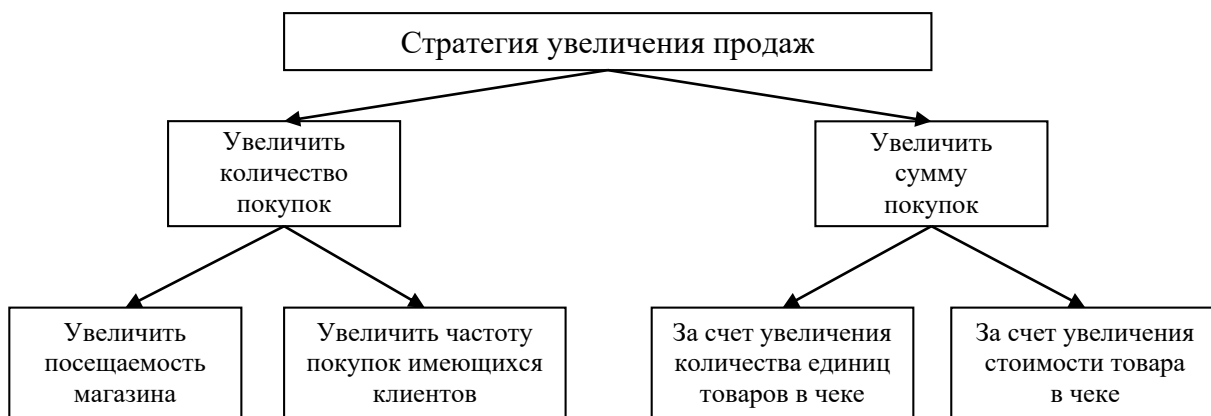 Стратегия увеличения продаж
Увеличить
количество
покупок
Увеличить
сумму
покупок
Увеличить
посещаемость
магазина
Увеличить частоту
покупок имеющихся
клиентов
За счет увеличения
количества единиц
товаров в чеке
За счет увеличения
стоимости товара
в чеке